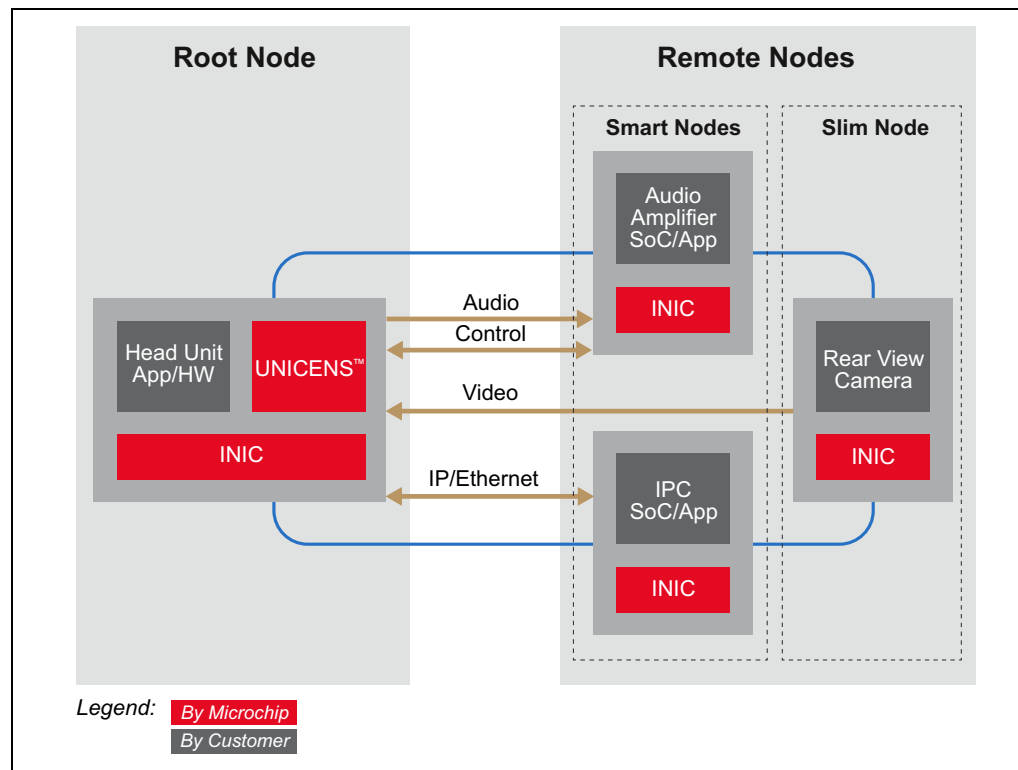 Root Node
Remote Nodes
Smart Nodes
Slim Node
Audio
Amplifier
SoC/App
INIC
Audio
Control
Head Unit
App/HW
UNICENS™
INIC
Video
Rear View
Camera
INIC
IP/Ethernet
IPC
SoC/App
INIC
Legend:
By Microchip
By Customer